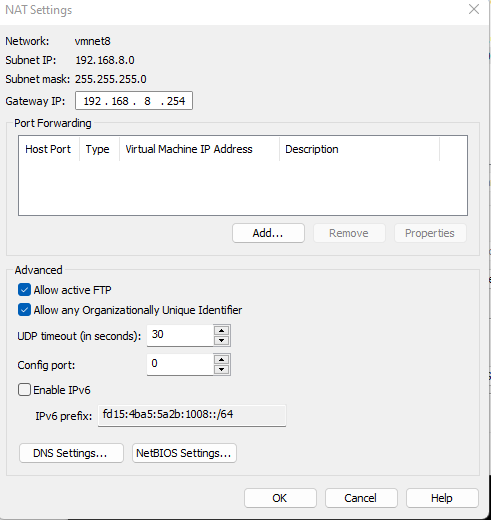 NAT Settings
Network: vmnet8
Subnet IP: 192.168.8.0
Subnet mask: 255.255.255.0
Gateway IP: 192 . 168 . 8 . 254
Port Forwarding
Host Port Type Virtual Machine IP Address Description
Add... Remove Properties
Advanced
Allow active FTP
Allow any Organizationally Unique Identifier
UDP timeout (in seconds): 30
Config port: 0
Enable IPv6
IPv6 prefix: fd15:4ba5:5a2b:1008::/64
DNS Settings... NetBIOS Settings...
OK Cancel Help